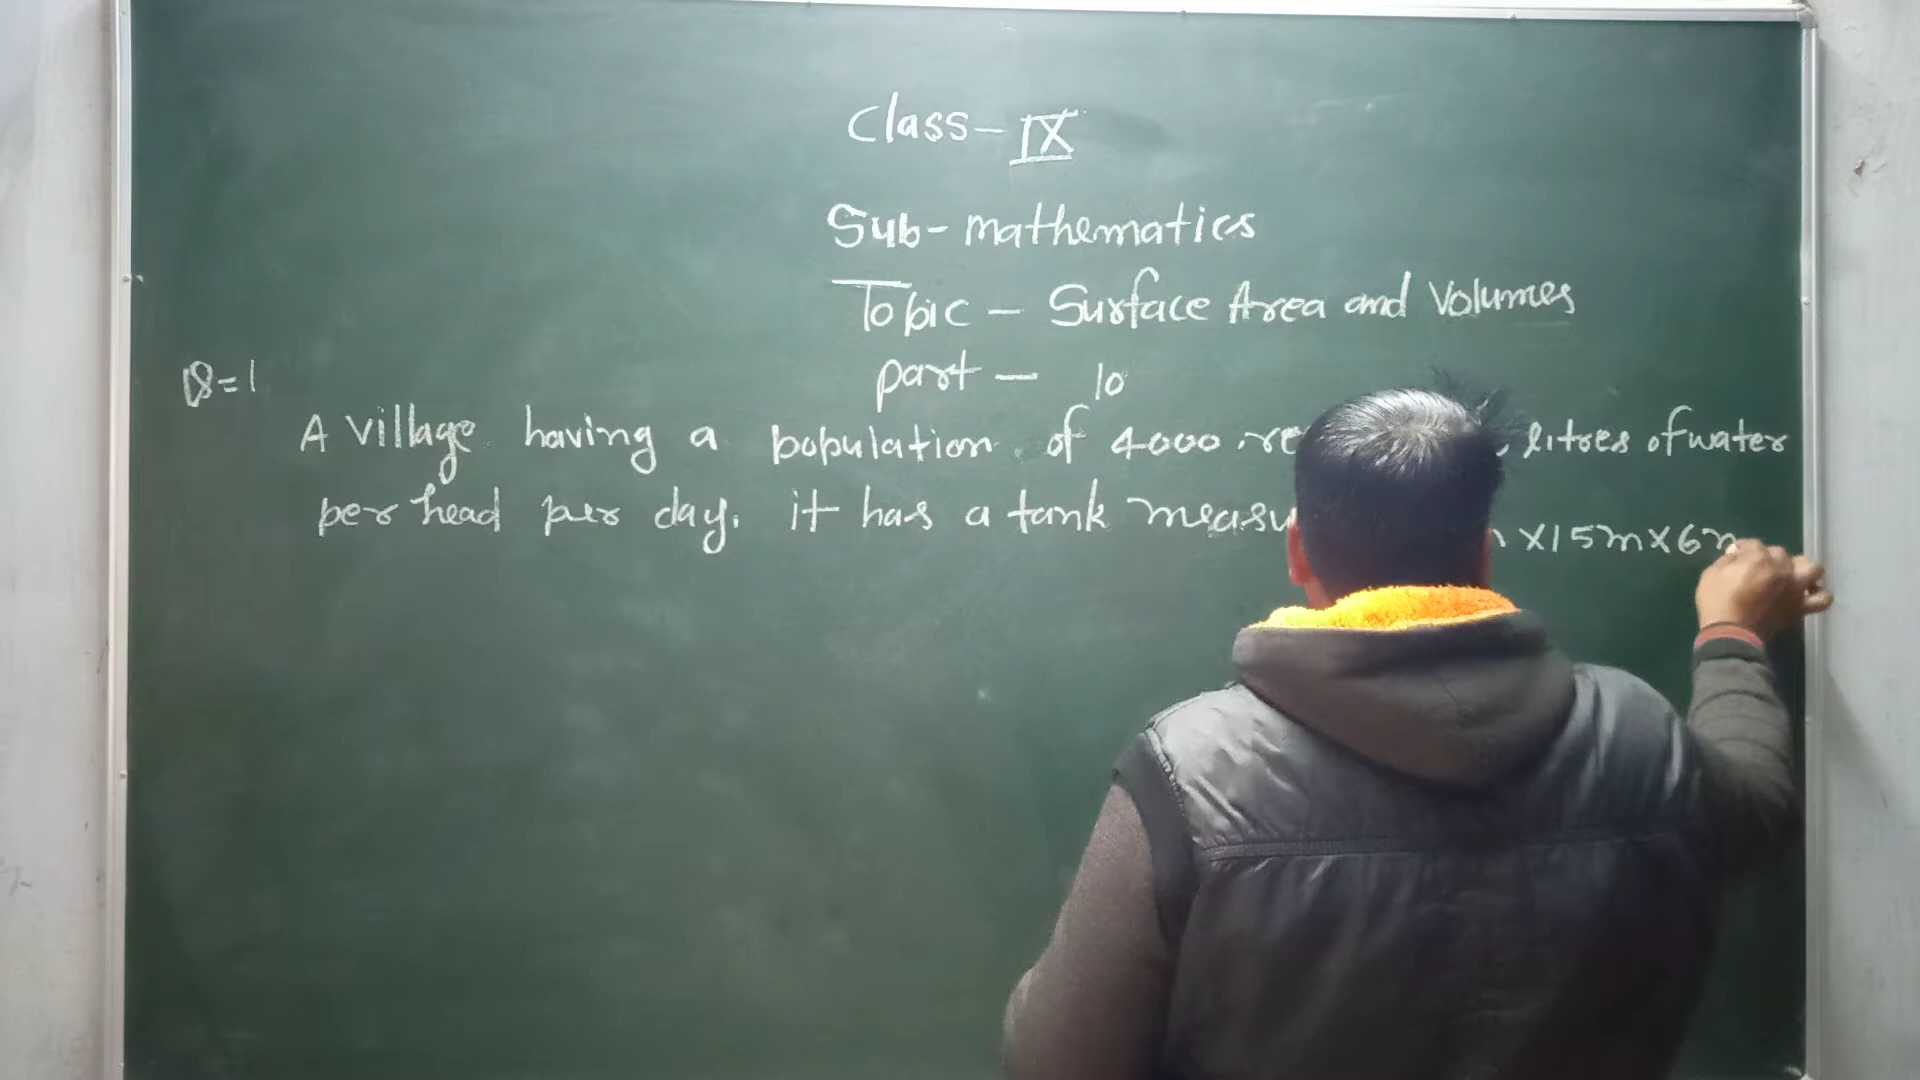 Class - IX
Sub - mathematics
Topic - Surface Area and Volumes
part - 10
Q=1
A village having a population of 4000 litres of water
per head per day. it has a tank ×15m×6m